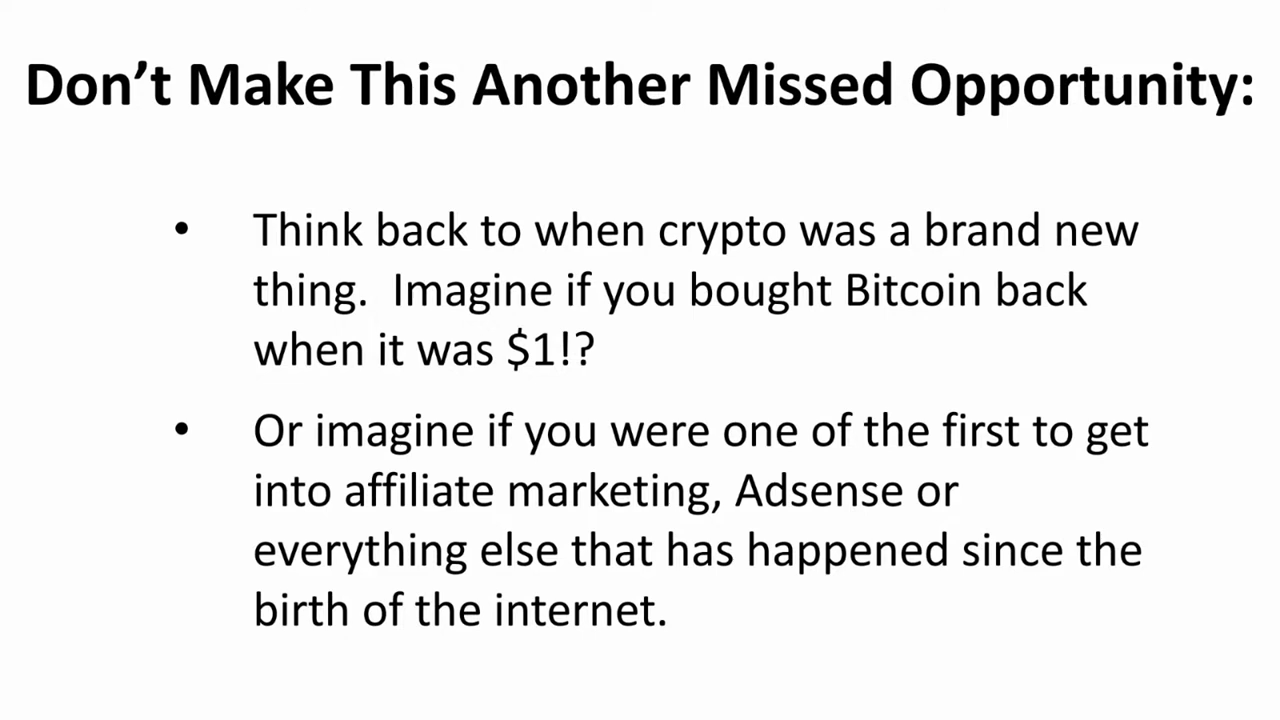 Don’t Make This Another Missed Opportunity:
• Think back to when crypto was a brand new
thing.  Imagine if you bought Bitcoin back
when it was $1!?
• Or imagine if you were one of the first to get
into affiliate marketing, Adsense or
everything else that has happened since the
birth of the internet.